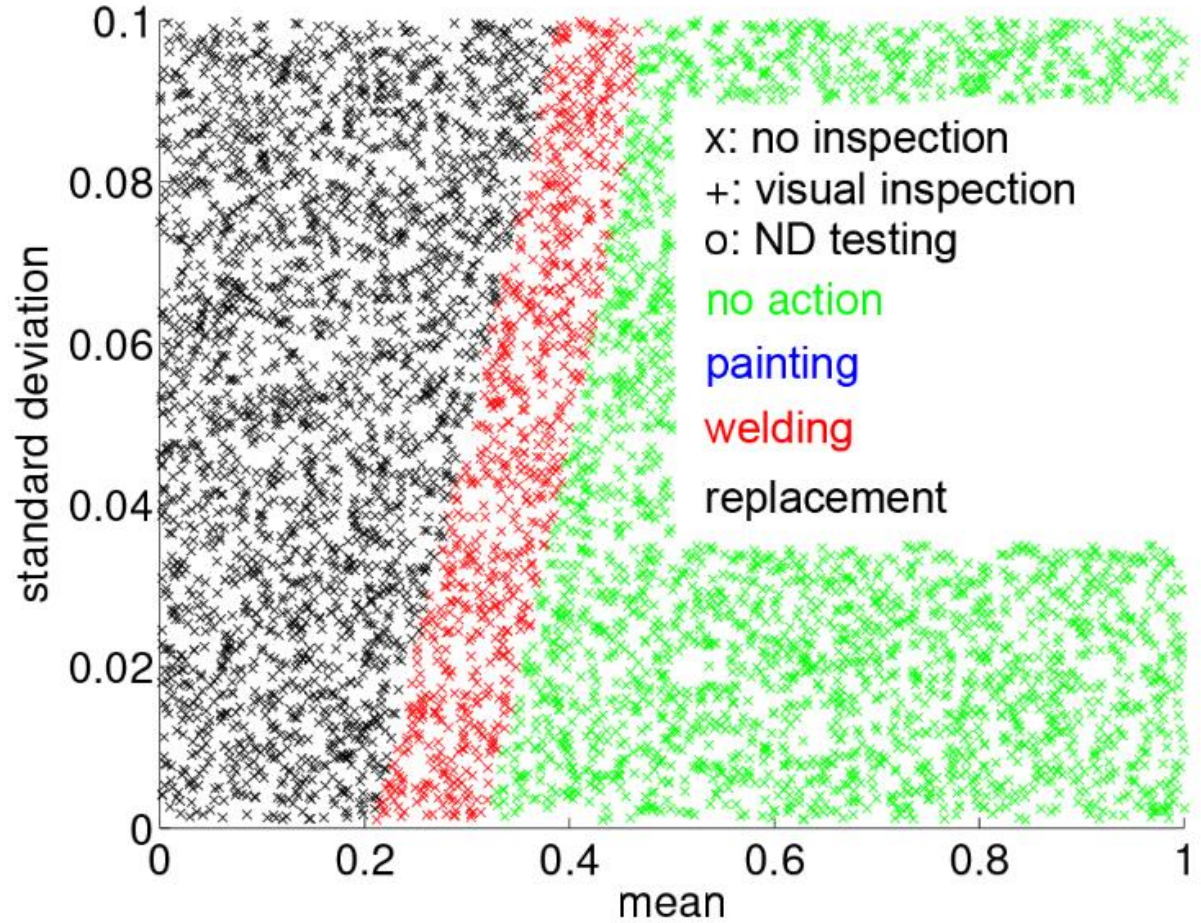 0.1
0.08
0.06
0.04
0.02
0
standard deviation
x: no inspection
+: visual inspection
o: ND testing
no action
painting
welding
replacement
0 0.2 0.4 0.6 0.8 1
mean